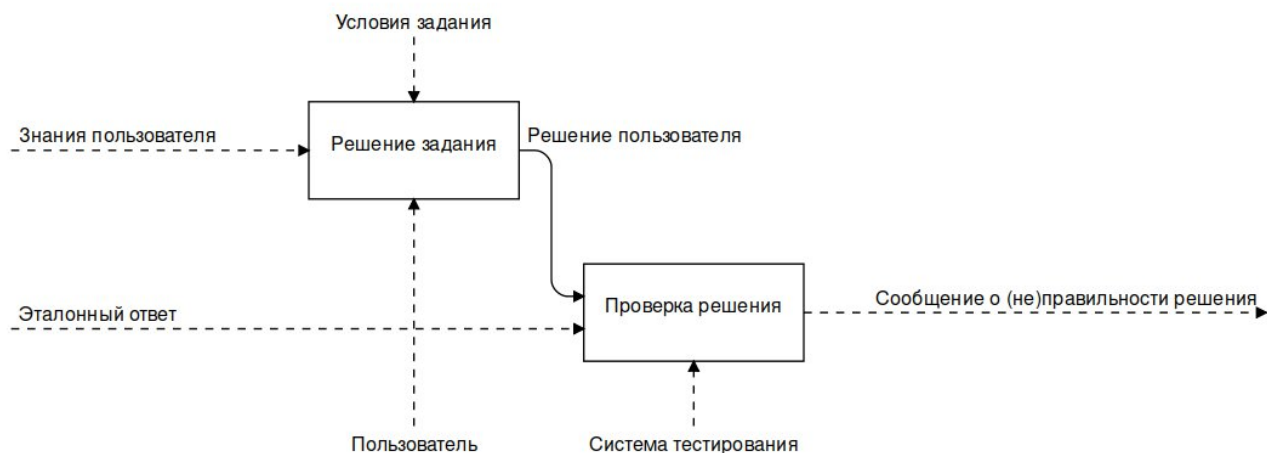 Условия задания
Знания пользователя
Решение задания
Решение пользователя
Эталонный ответ
Проверка решения
Сообщение о (не)правильности решения
Пользователь
Система тестирования